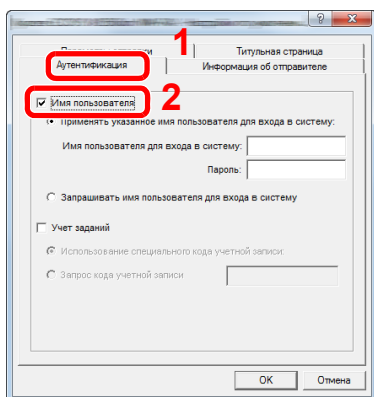 1
Титульная страница
Аутентификация
Информация об отправителе
Имя пользователя
2
Применять указанное имя пользователя для входа в систему:
Имя пользователя для входа в систему:
Пароль:
Запрашивать имя пользователя для входа в систему
Учет заданий
Использование специального кода учетной записи:
Запрос кода учетной записи
OK
Отмена